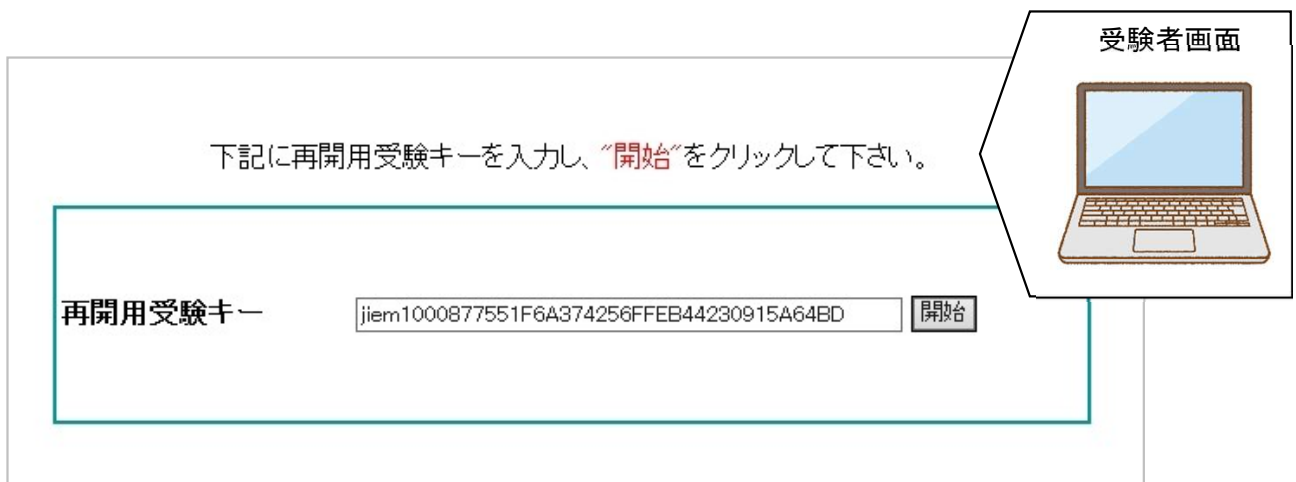 受験者画面
下記に再開用受験キーを入力し、"開始"をクリックして下さい。
再開用受験キー jiem1000877551F6A374256FFEB44230915A64BD 開始